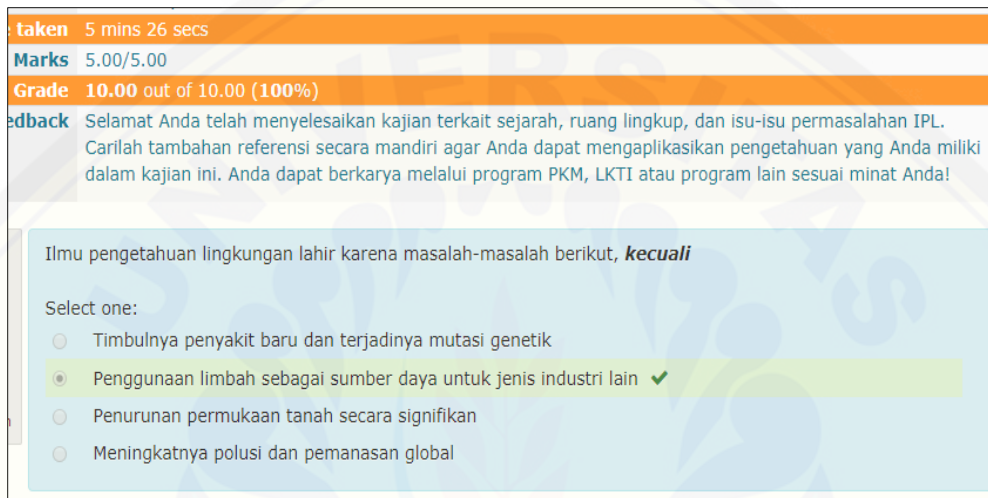 taken 5 mins 26 secs
Marks 5.00/5.00
Grade 10.00 out of 10.00 (100%)
edback Selamat Anda telah menyelesaikan kajian terkait sejarah, ruang lingkup, dan isu-isu permasalahan IPL.
Carilah tambahan referensi secara mandiri agar Anda dapat mengaplikasikan pengetahuan yang Anda miliki
dalam kajian ini. Anda dapat berkarya melalui program PKM, LKTI atau program lain sesuai minat Anda!
Ilmu pengetahuan lingkungan lahir karena masalah-masalah berikut, kecuali
Select one:
Timbulnya penyakit baru dan terjadinya mutasi genetik
Penggunaan limbah sebagai sumber daya untuk jenis industri lain
Penurunan permukaan tanah secara signifikan
Meningkatnya polusi dan pemanasan global
UNIVERSITAS